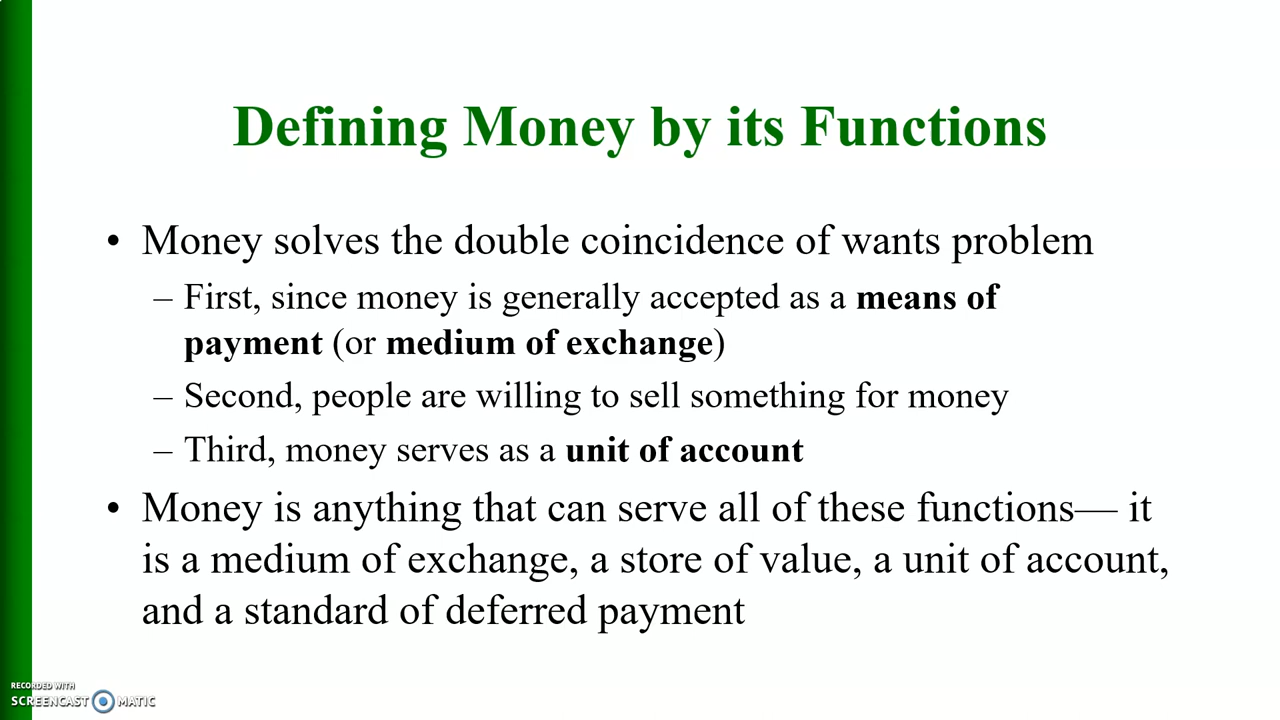 Defining Money by its Functions
• Money solves the double coincidence of wants problem
– First, since money is generally accepted as a means of
payment (or medium of exchange)
– Second, people are willing to sell something for money
– Third, money serves as a unit of account
• Money is anything that can serve all of these functions— it
is a medium of exchange, a store of value, a unit of account,
and a standard of deferred payment
RECORDED WITH
SCREENCAST MATIC